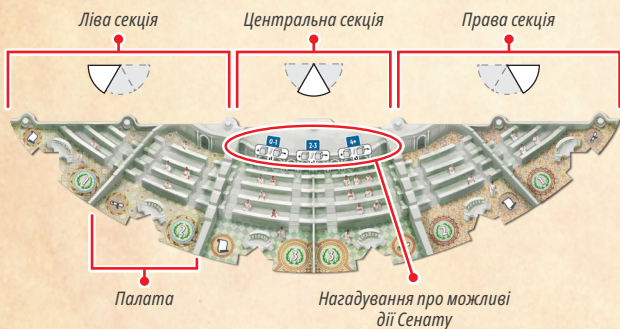 Ліва секція
Центральна секція
Права секція
0-1
2-3
4+
Палата
Нагадування про можливі
дії Сенату